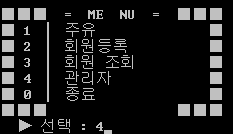 = ME NU =
1 | 주유
2 | 회원등록
3 | 회원 조회
4 | 관리자
0 | 종료
▶ 선택 : 4